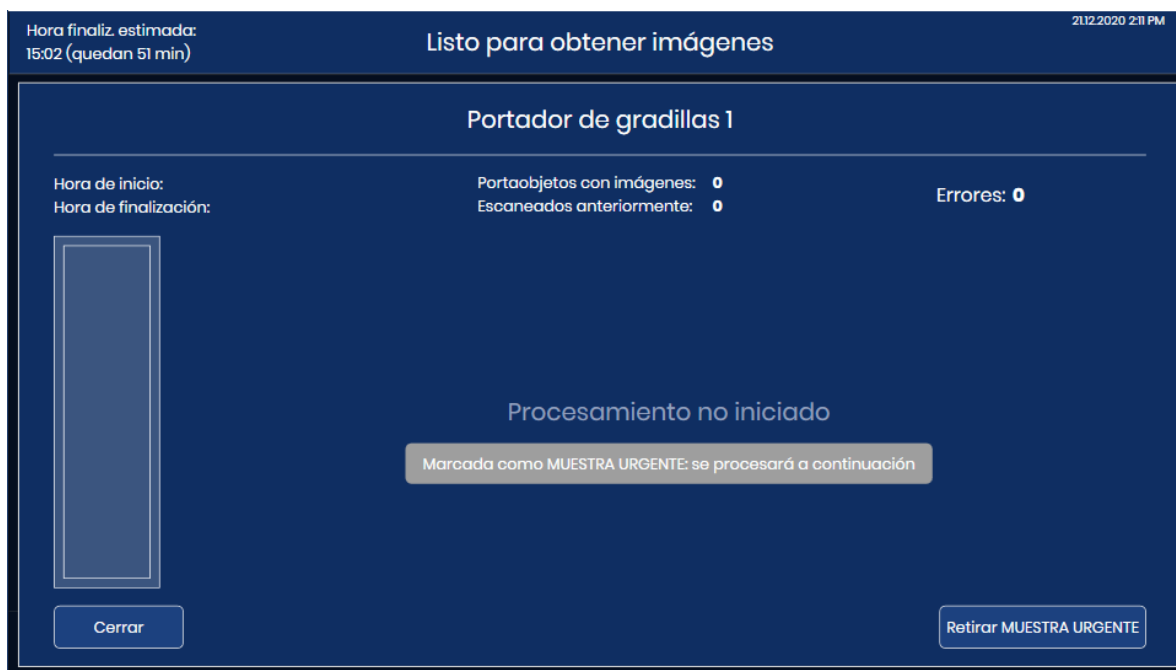 Hora finaliz. estimada:
15:02 (quedan 51 min)
Listo para obtener imágenes
21.12.2020 2:11 PM
Portador de gradillas 1
Hora de inicio:
Hora de finalización:
Portaobjetos con imágenes: 0
Escaneados anteriormente: 0
Errores: 0
Procesamiento no iniciado
Marcada como MUESTRA URGENTE: se procesará a continuación
Cerrar
Retirar MUESTRA URGENTE